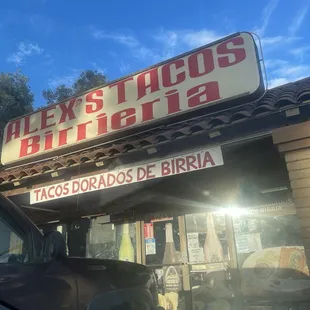 ALEX'S TACOS
Birrieria
TACOS DORADOS DE BIRRIA